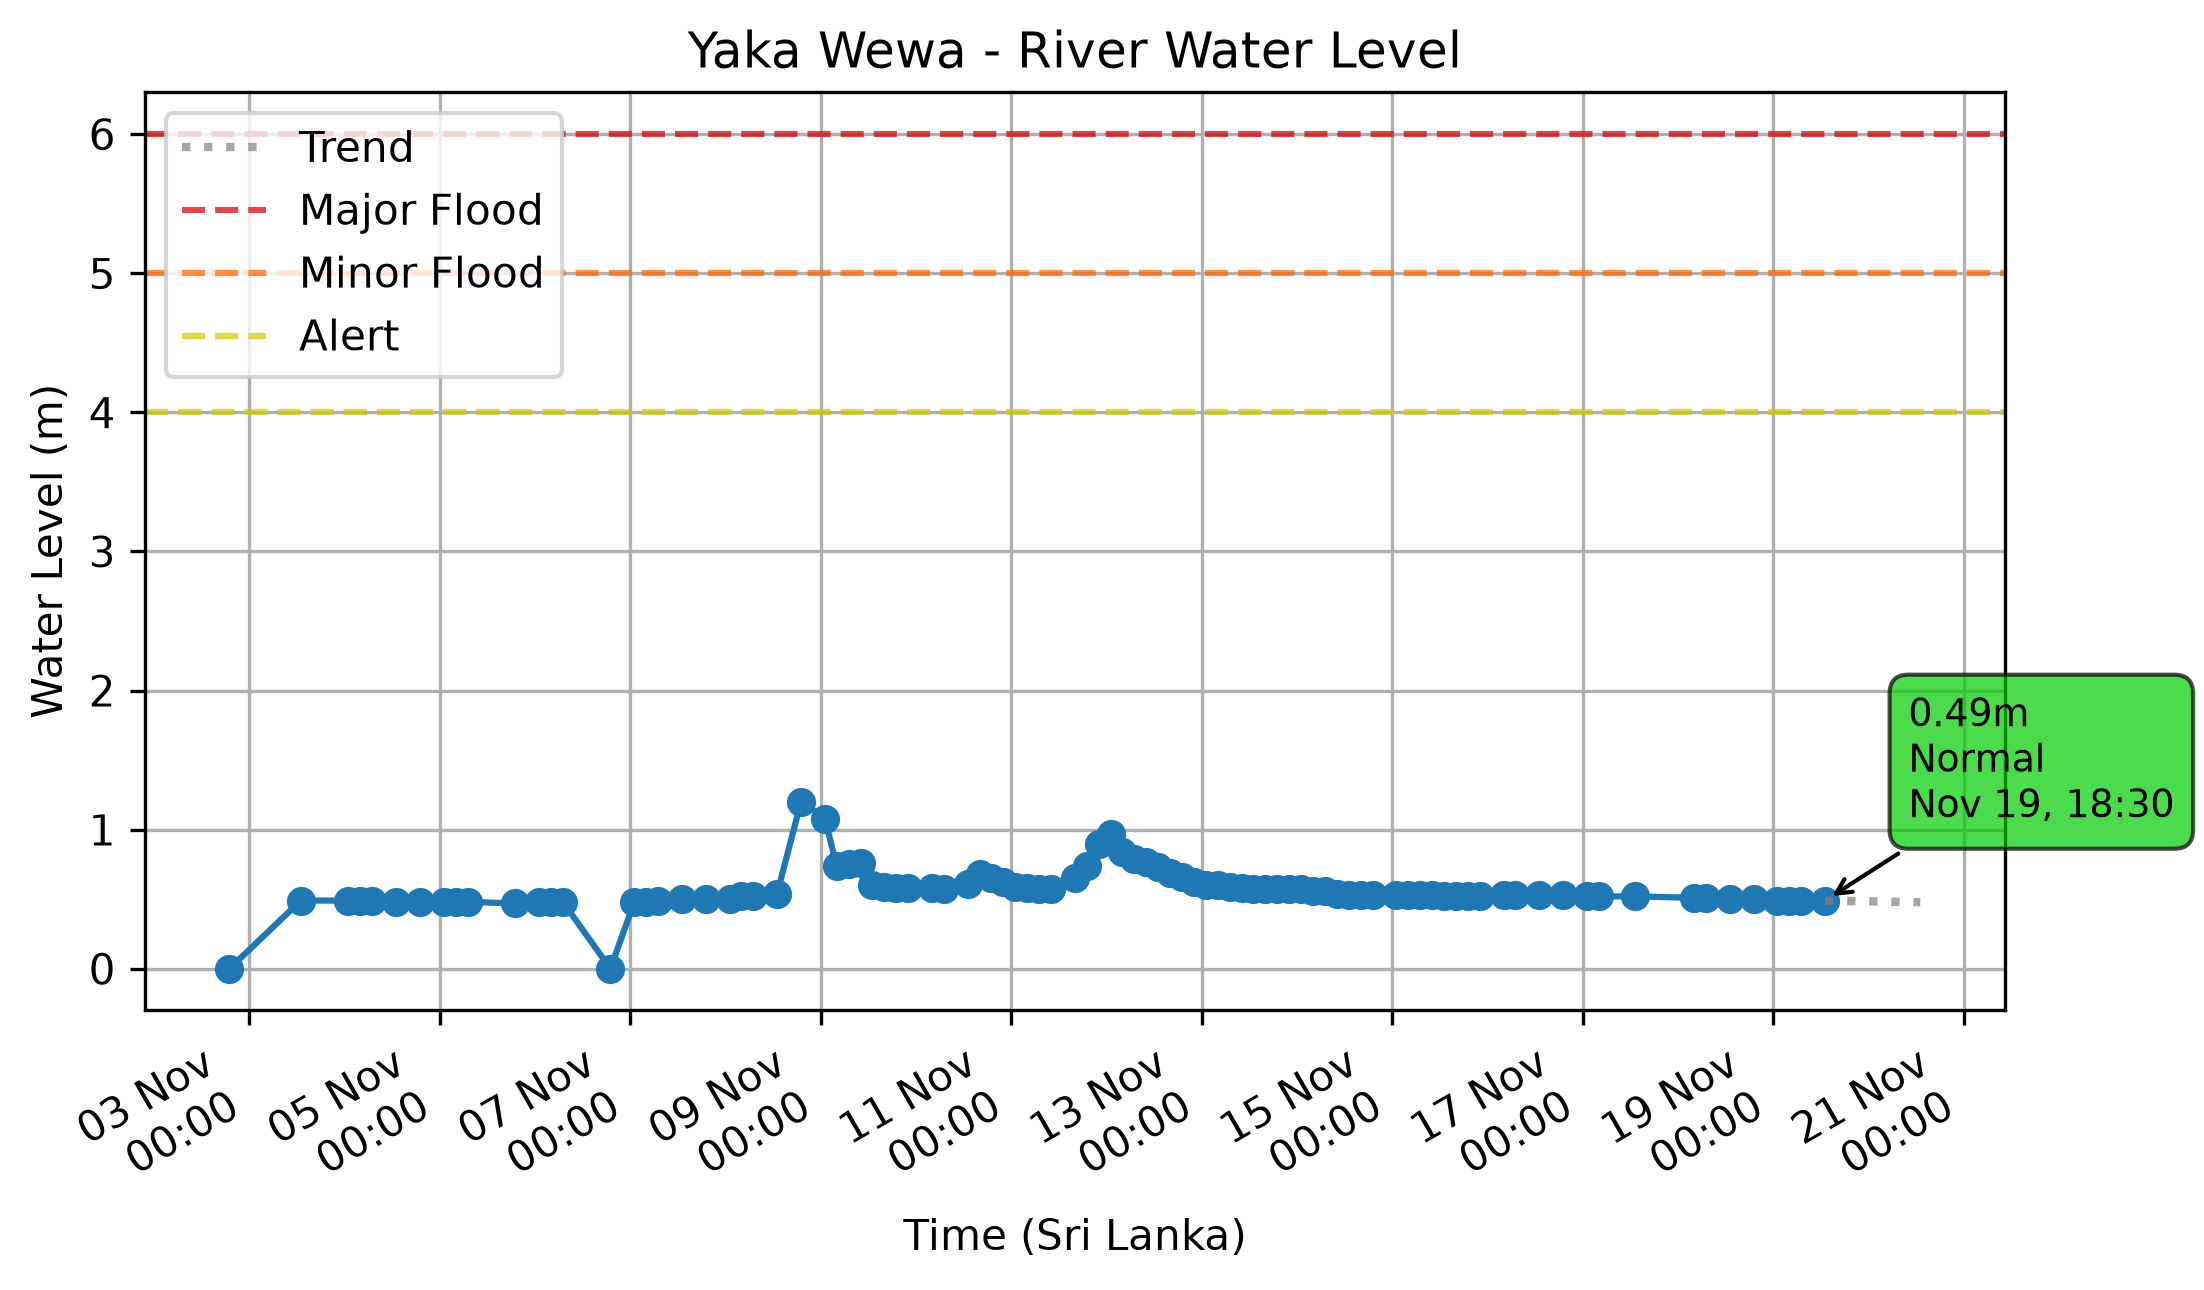 Yaka Wewa - River Water Level
Trend
Major Flood
Minor Flood
Alert
Water Level (m)
6
5
4
3
2
1
0
0.49m
Normal
Nov 19, 18:30
03 Nov
00:00
05 Nov
00:00
07 Nov
00:00
09 Nov
00:00
11 Nov
00:00
13 Nov
00:00
15 Nov
00:00
17 Nov
00:00
19 Nov
00:00
21 Nov
00:00
Time (Sri Lanka)